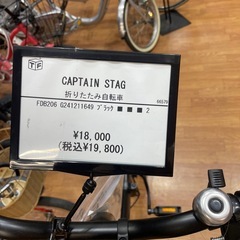 TF
CAPTAIN STAG
折りたたみ自転車
FDB206 G241211649 ブラック ■ ■ ■ 2
¥18,000
(税込¥19,800)